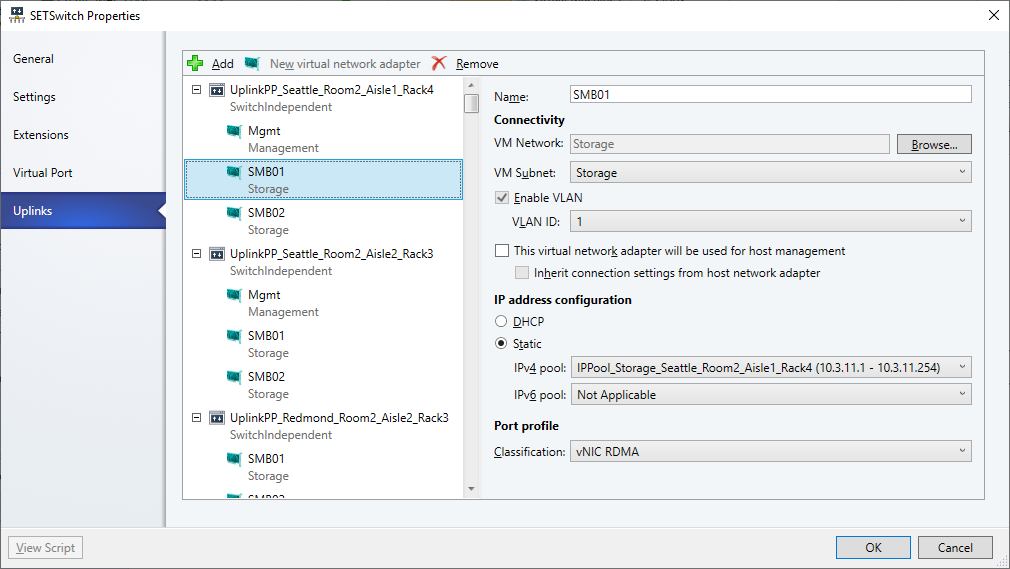 SETSwitch Properties
General
Settings
Extensions
Virtual Port
Uplinks
Add New virtual network adapter Remove
UplinkPP_Seattle_Room2_Aisle1_Rack4
SwitchIndependent
Mgmt
Management
SMB01
Storage
SMB02
Storage
UplinkPP_Seattle_Room2_Aisle2_Rack3
SwitchIndependent
Mgmt
Management
SMB01
Storage
SMB02
Storage
UplinkPP_Redmond_Room2_Aisle2_Rack3
SwitchIndependent
SMB01
Storage
Name: SMB01
Connectivity
VM Network: Storage Browse...
VM Subnet: Storage
Enable VLAN
VLAN ID: 1
This virtual network adapter will be used for host management
Inherit connection settings from host network adapter
IP address configuration
DHCP
Static
IPv4 pool: IPPool_Storage_Seattle_Room2_Aisle1_Rack4 (10.3.11.1 - 10.3.11.254)
IPv6 pool: Not Applicable
Port profile
Classification: vNIC RDMA
View Script OK Cancel